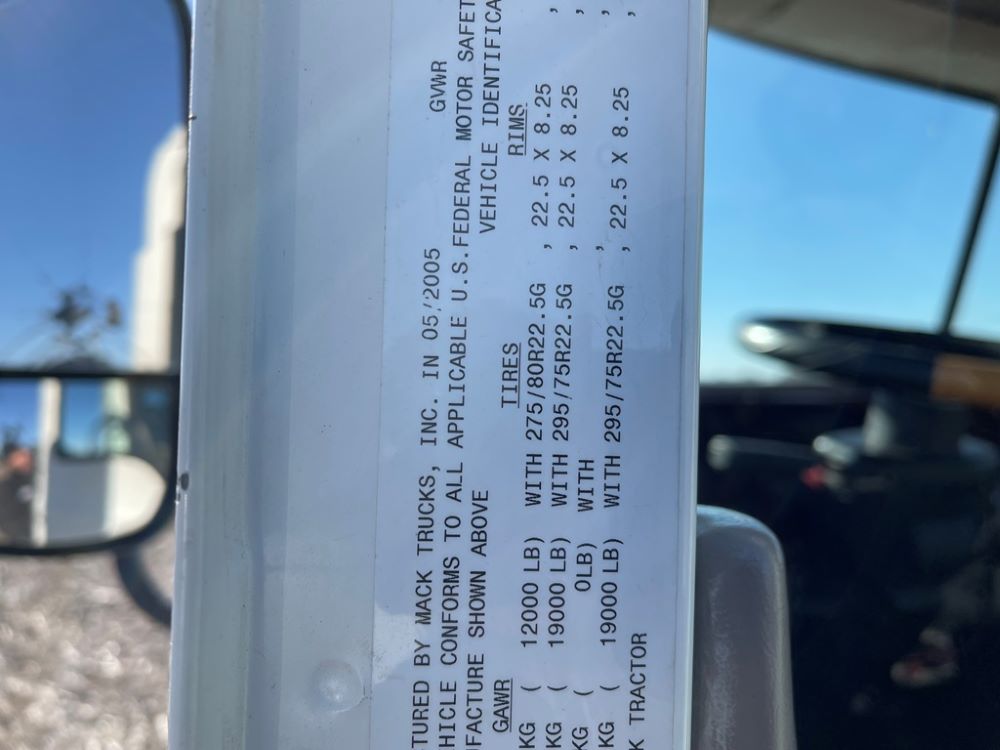 TURED BY MACK TRUCKS, INC. IN 05/2005 GVWR
HICLE CONFORMS TO ALL APPLICABLE U.S.FEDERAL MOTOR SAFET
FACTURE SHOWN ABOVE VEHICLE IDENTIFICA
GAWR TIRES RIMS
KG ( 12000 LB) WITH 275/80R22.5G , 22.5 X 8.25 ,
KG ( 19000 LB) WITH 295/75R22.5G , 22.5 X 8.25 ,
KG ( 0LB) WITH , ,
KG ( 19000 LB) WITH 295/75R22.5G , 22.5 X 8.25 ,
K TRACTOR